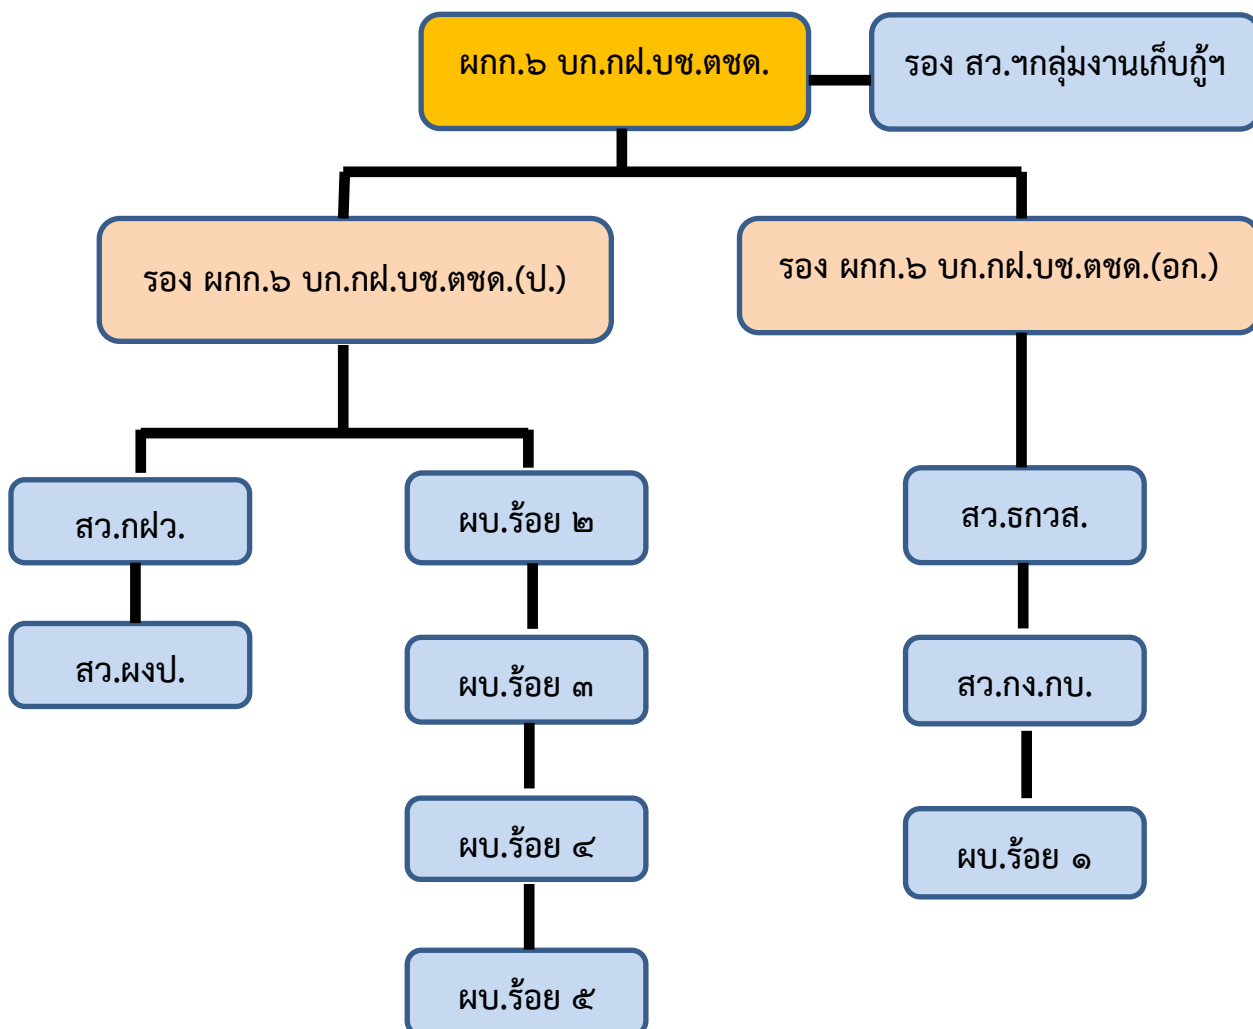 ผกก.๖ บก.กฝ.บช.ตชด.
รอง สว.ฯกลุ่มงานเก็บกู้ฯ
รอง ผกก.๖ บก.กฝ.บช.ตชด.(ป.)
รอง ผกก.๖ บก.กฝ.บช.ตชด.(อก.)
สว.กฝว.
ผบ.ร้อย ๒
สว.ธกวส.
สว.ผงป.
ผบ.ร้อย ๓
สว.กง.กบ.
ผบ.ร้อย ๔
ผบ.ร้อย ๑
ผบ.ร้อย ๕